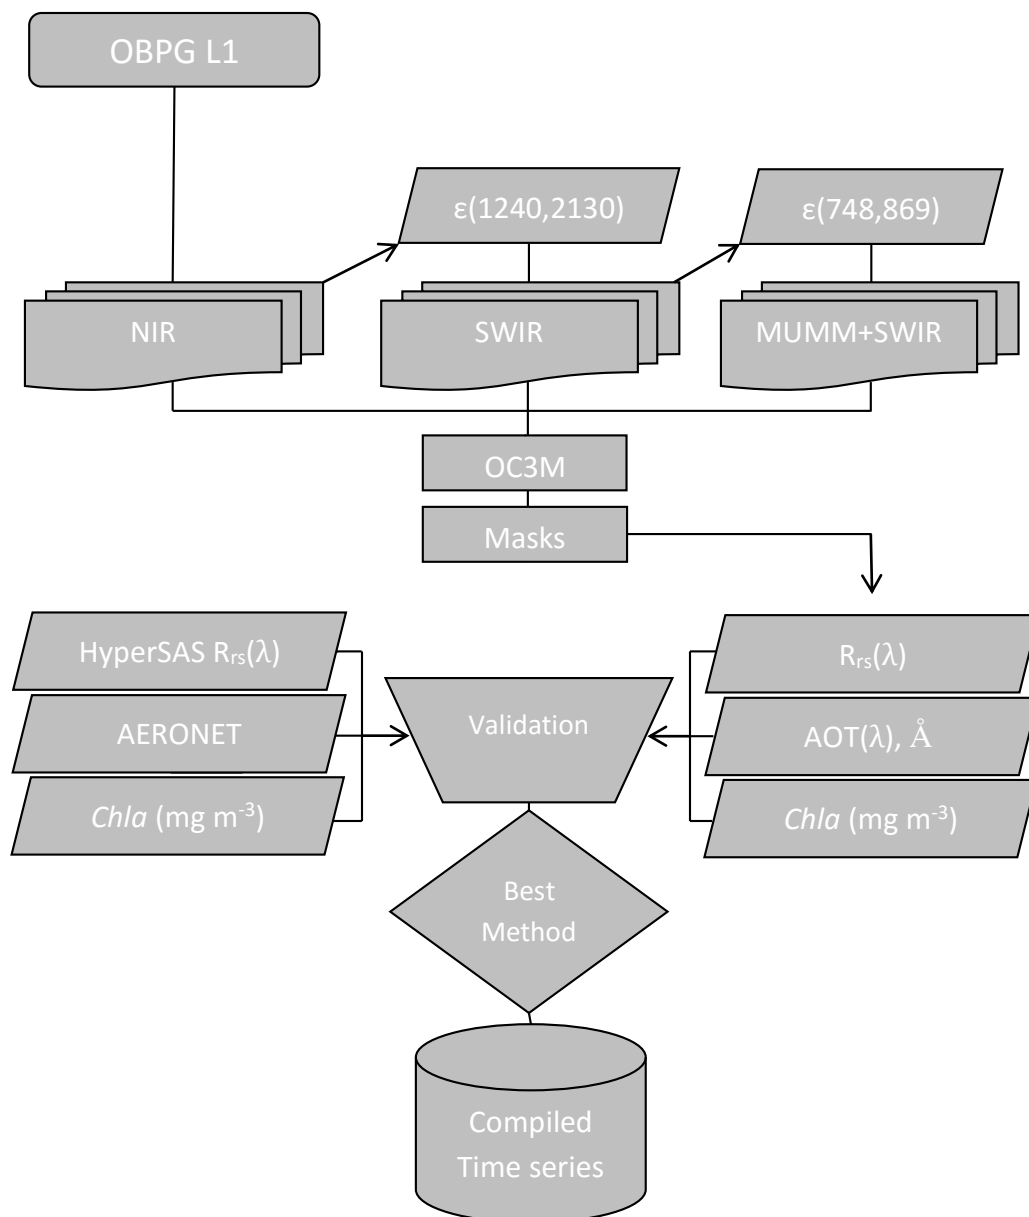 OBPG L1
ε(1240,2130)
ε(748,869)
NIR
SWIR
MUMM+SWIR
OC3M
Masks
HyperSAS Rrs(λ)
AERONET
Chla (mg m-3)
Validation
Rrs(λ)
AOT(λ), Å
Chla (mg m-3)
Best
Method
Compiled
Time series